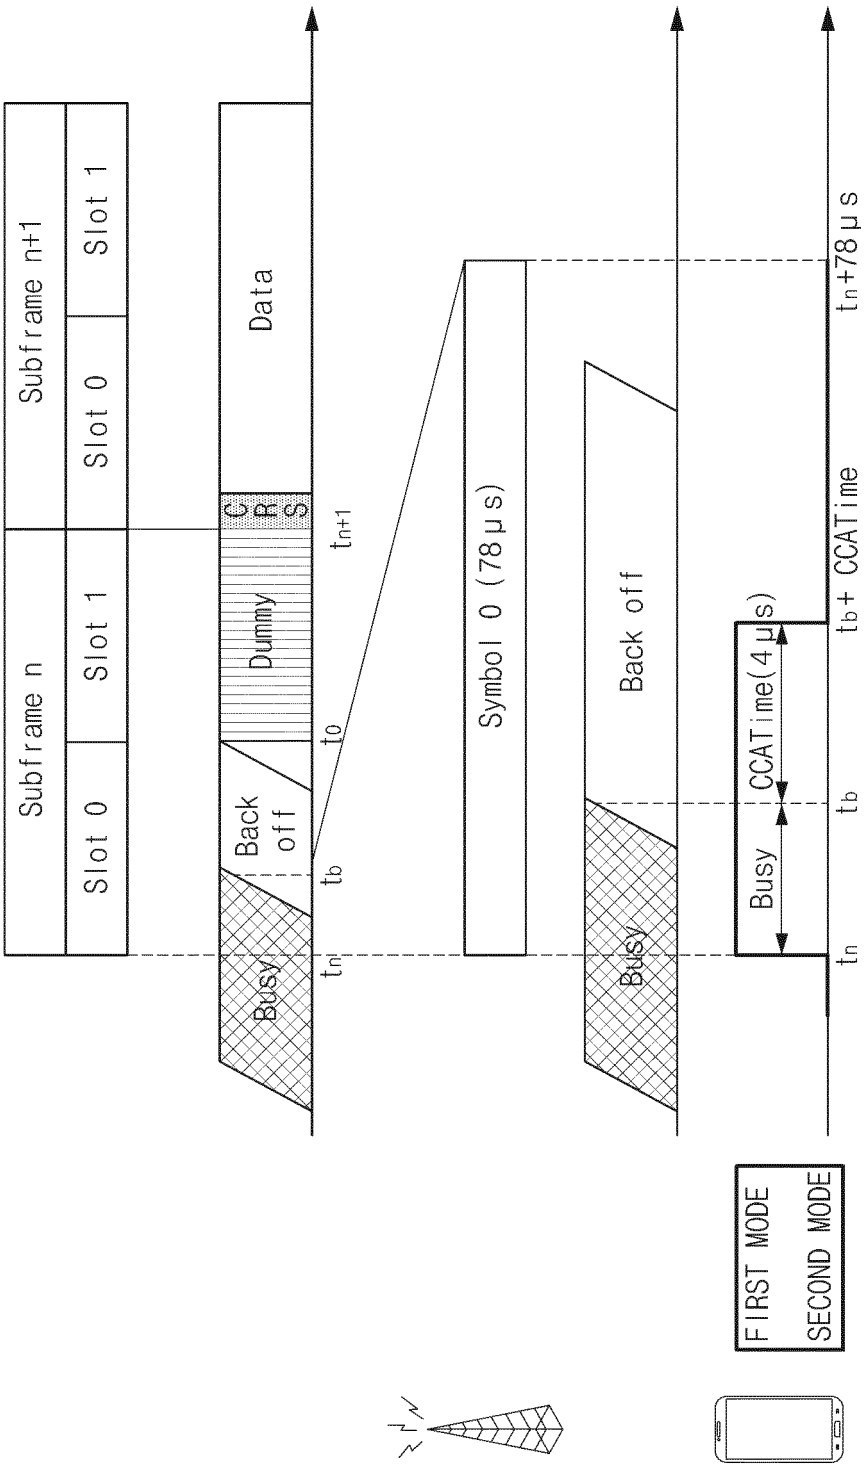 Subframe n
Subframe n+1
Slot 0
Slot 1
Slot 0
Slot 1
Busy
Back
off
Dummy
CRS
Data
tn
tb
t0
tn+1
Symbol 0 (78μs)
Busy
Back off
FIRST MODE
SECOND MODE
Busy
CCATime(4μs)
tn
tb
tb+ CCATime
tn+78μs